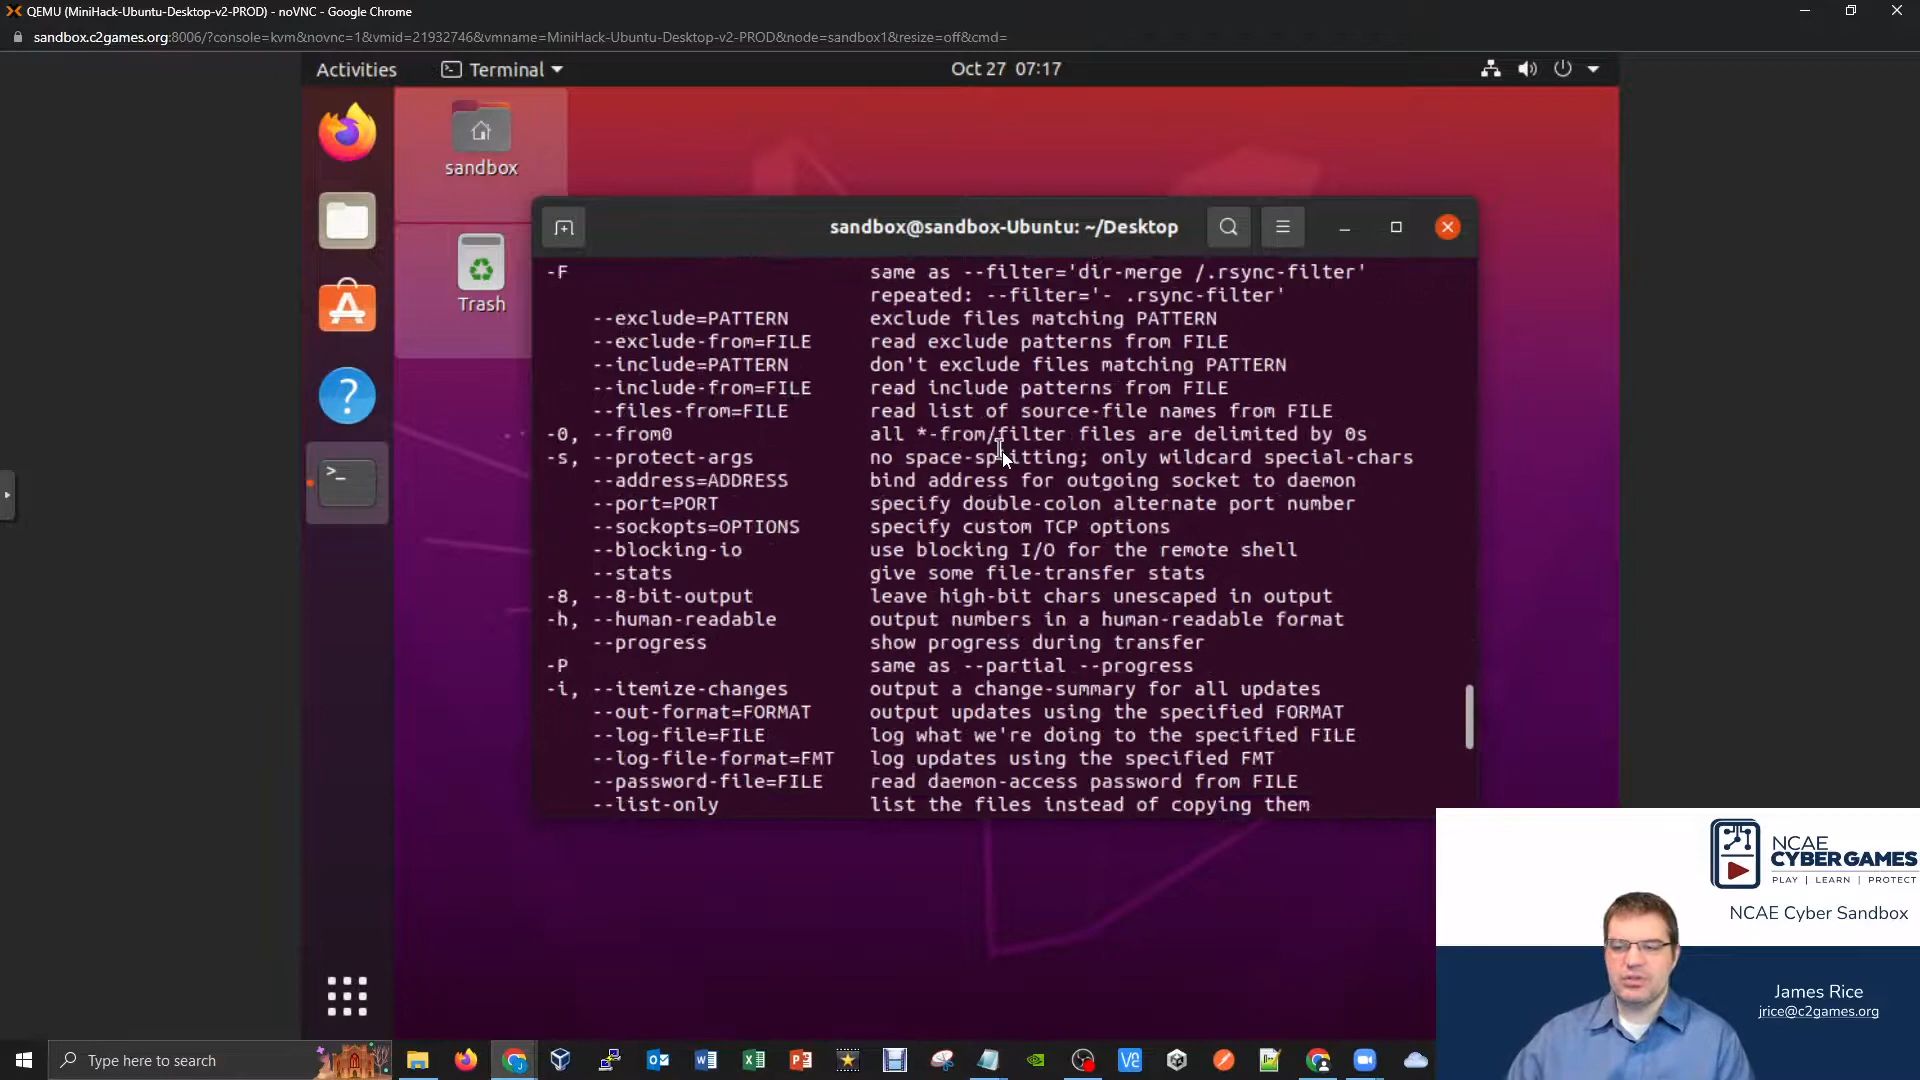 QEMU (MiniHack-Ubuntu-Desktop-v2-PROD) - noVNC - Google Chrome
sandbox.c2games.org:8006/?console=kvm&novnc=1&vmid=21932746&vmname=MiniHack-Ubuntu-Desktop-v2-PROD&node=sandbox1&resize=off&cmd=
Activities
Terminal
Oct 27 07:17
sandbox
Trash
sandbox@sandbox-Ubuntu: ~/Desktop
-F same as --filter='dir-merge /.rsync-filter'
repeated: --filter='- .rsync-filter'
--exclude=PATTERN exclude files matching PATTERN
--exclude-from=FILE read exclude patterns from FILE
--include=PATTERN don't exclude files matching PATTERN
--include-from=FILE read include patterns from FILE
--files-from=FILE read list of source-file names from FILE
-0, --from0 all *-from/filter files are delimited by 0s
-s, --protect-args no space-splitting; only wildcard special-chars
--address=ADDRESS bind address for outgoing socket to daemon
--port=PORT specify double-colon alternate port number
--sockopts=OPTIONS specify custom TCP options
--blocking-io use blocking I/O for the remote shell
--stats give some file-transfer stats
-8, --8-bit-output leave high-bit chars unescaped in output
-h, --human-readable output numbers in a human-readable format
--progress show progress during transfer
-P same as --partial --progress
-i, --itemize-changes output a change-summary for all updates
--out-format=FORMAT output updates using the specified FORMAT
--log-file=FILE log what we're doing to the specified FILE
--log-file-format=FMT log updates using the specified FMT
--password-file=FILE read daemon-access password from FILE
--list-only list the files instead of copying them
NCAE
CYBERGAMES
PLAY | LEARN | PROTECT
NCAE Cyber Sandbox
James Rice
jrice@c2games.org
Type here to search